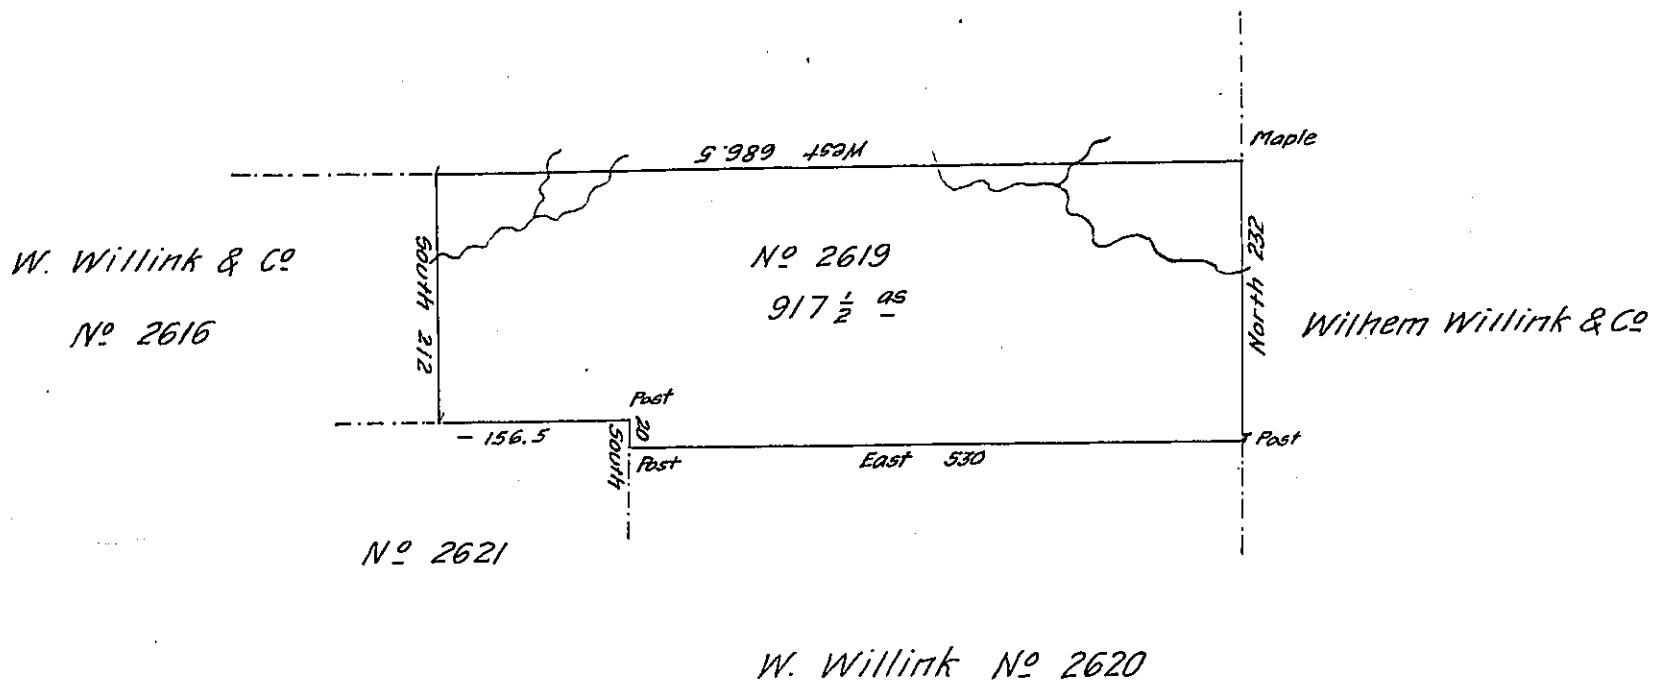 Maple
West 686.5
W. Willink & Cº
Nº 2616
South 212
Nº 2619
917 ½ as
North 232
Wilhem Willink & Cº
Post
20
- 156.5
South
Post
East 530
Post
Nº 2621
W. Willink Nº 2620